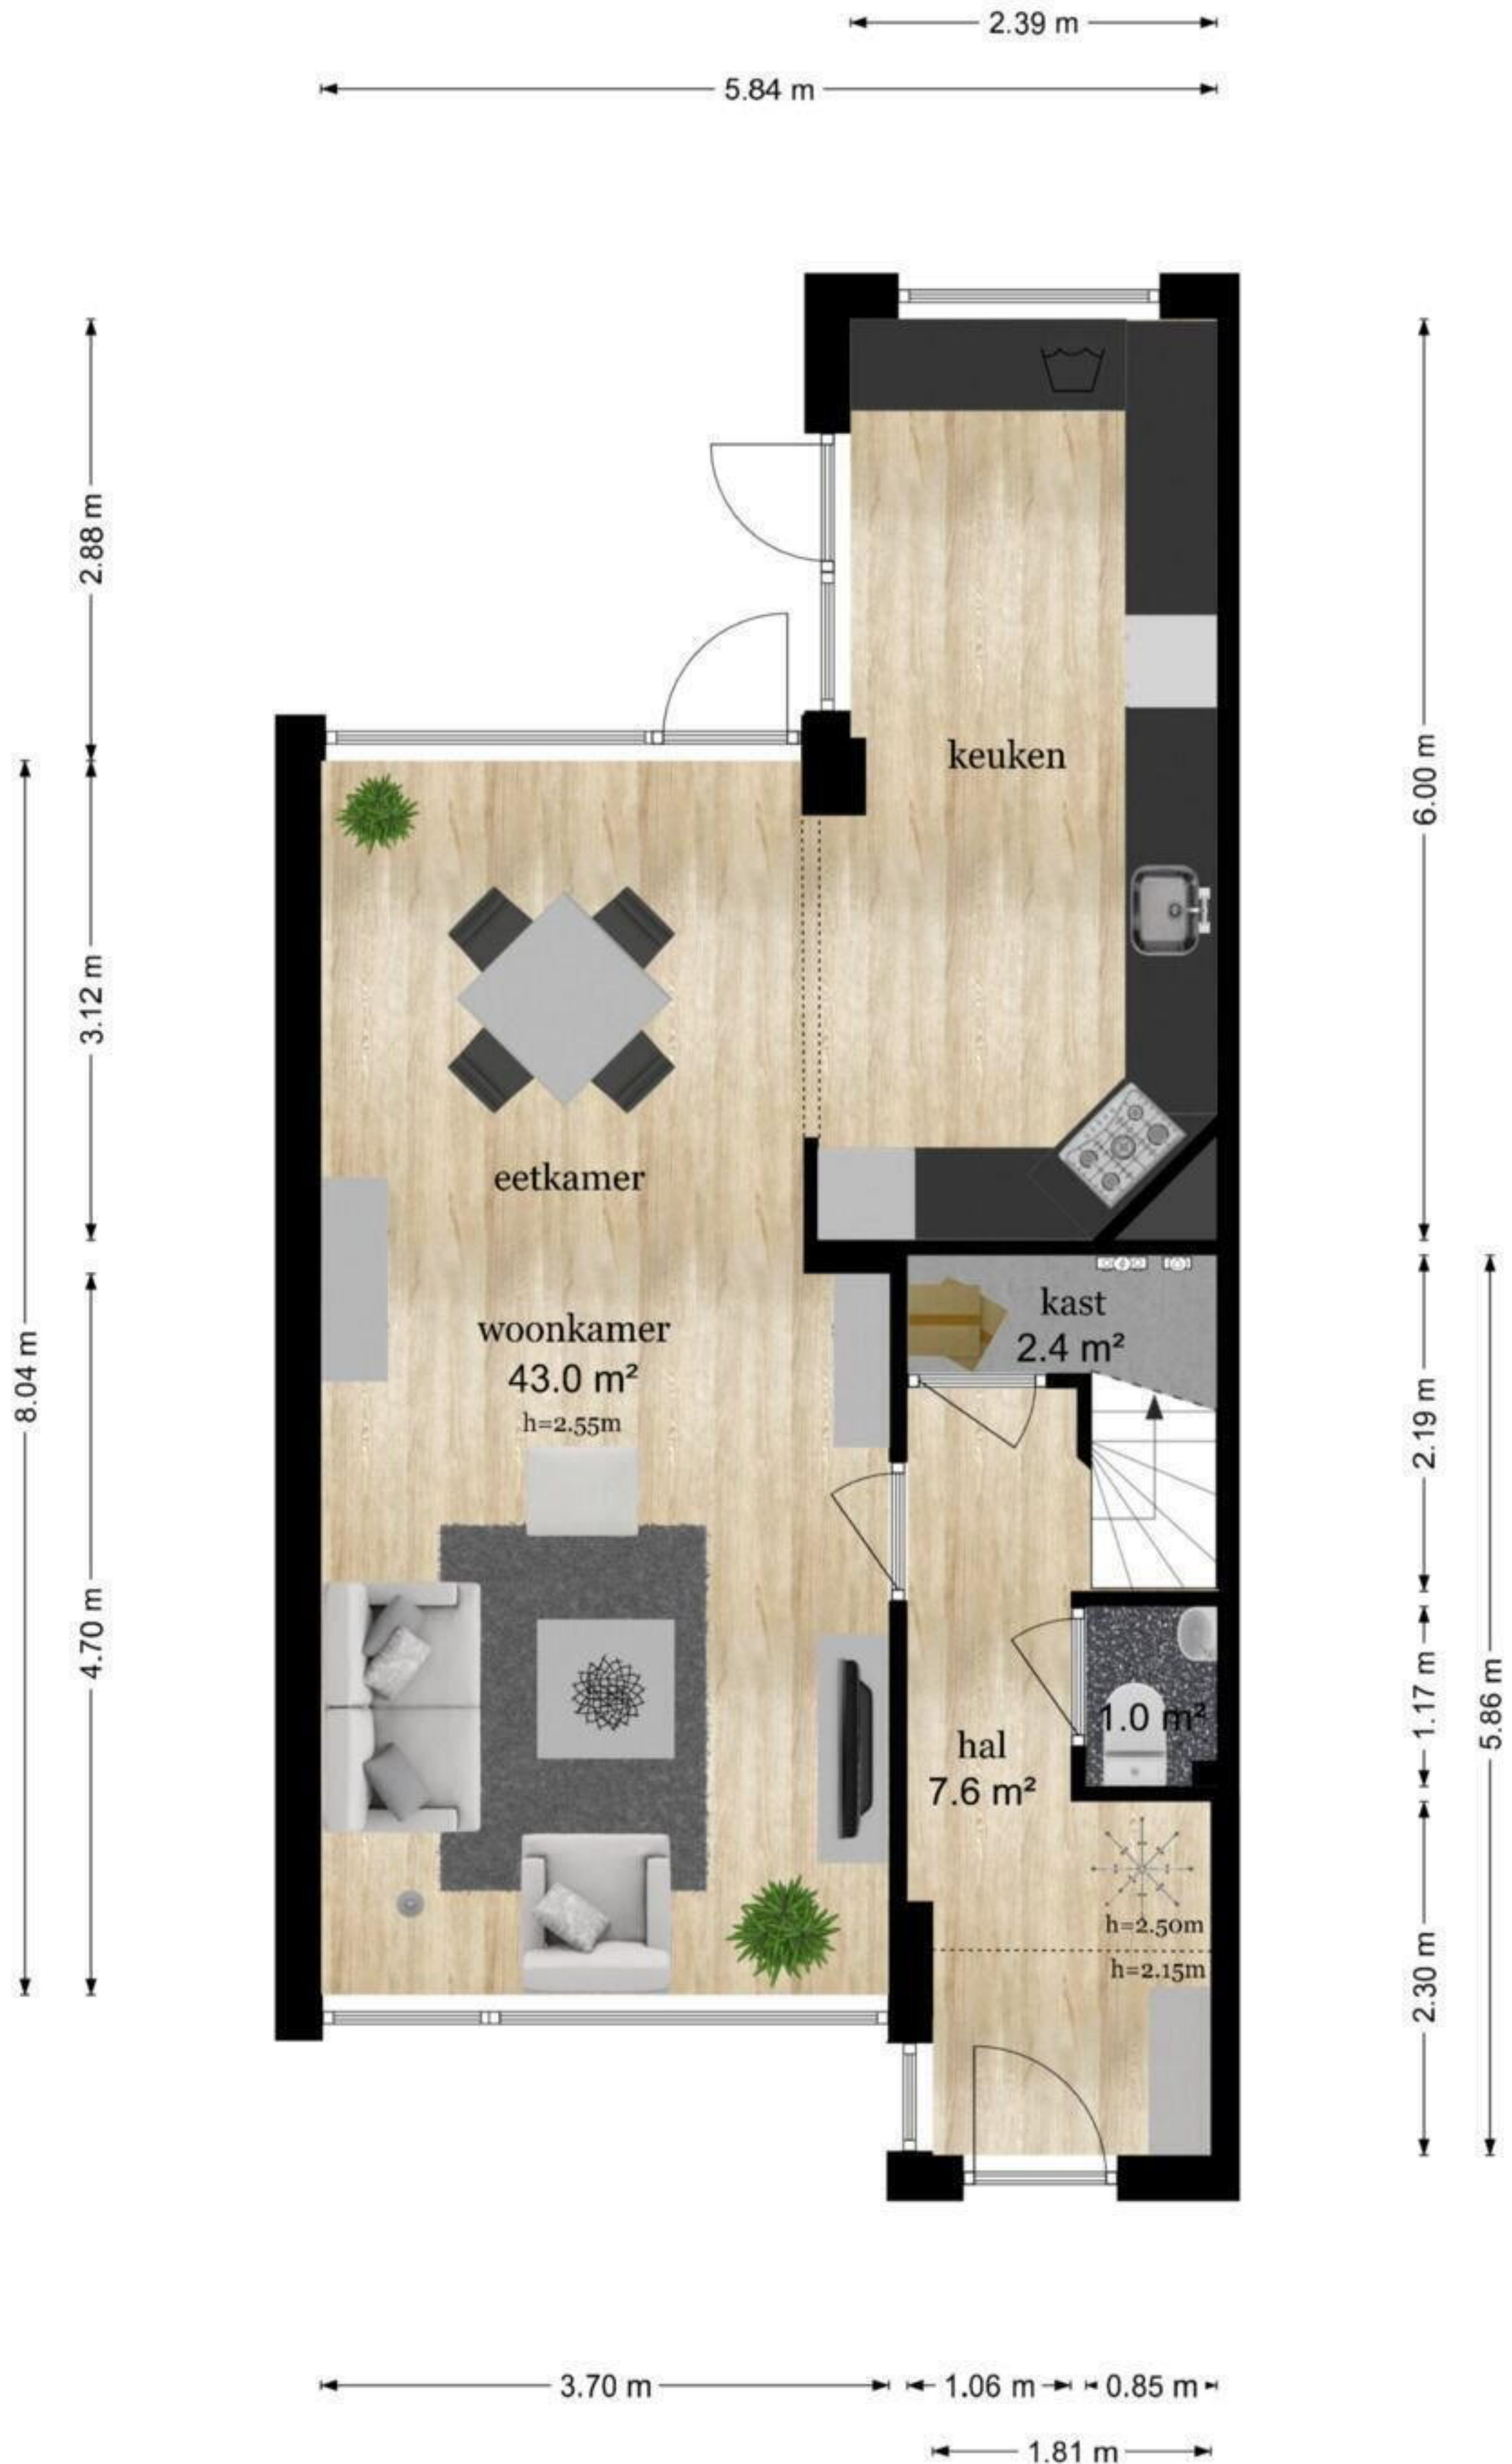 2.39 m
5.84 m
2.88 m
keuken
6.00 m
3.12 m
eetkamer
kast
2.4 m²
woonkamer
43.0 m²
h=2.55m
8.04 m
2.19 m
4.70 m
1.17 m
5.86 m
1.0 m²
hal
7.6 m²
h=2.50m
h=2.15m
2.30 m
3.70 m
1.06 m
0.85 m
1.81 m